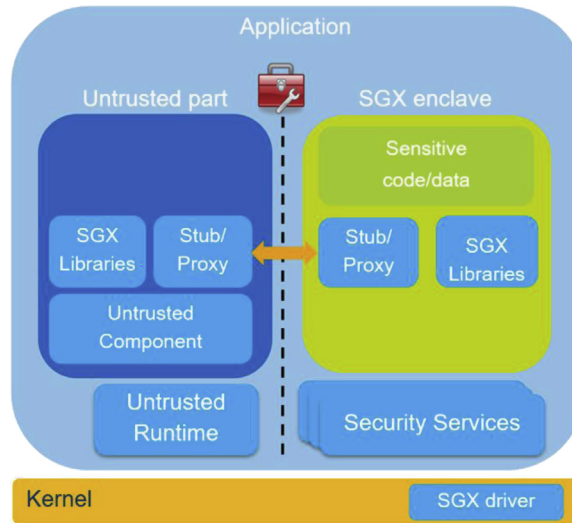 Application
Untrusted part
SGX enclave
Sensitive
code/data
SGX
Libraries
Stub/
Proxy
Stub/
Proxy
SGX
Libraries
Untrusted
Component
Untrusted
Runtime
Security Services
Kernel
SGX driver